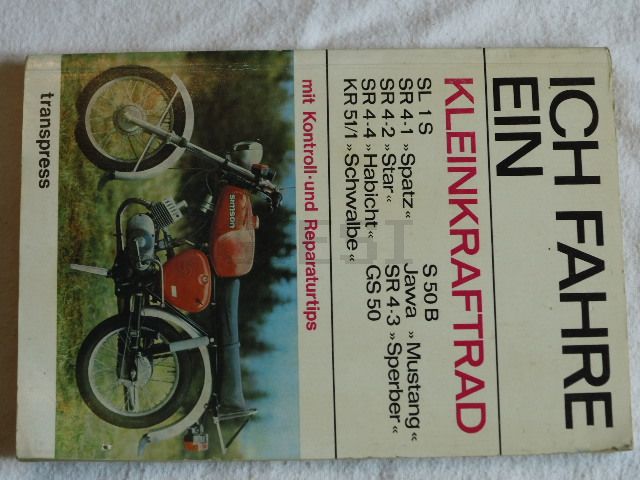 ICH FAHRE
EIN
KLEINKRAFTRAD
SL 1 S
SR 4-1 »Spatz«
SR 4-2 »Star«
SR 4-4 »Habicht«
KR 51/1 »Schwalbe«
S 50 B
Jawa »Mustang«
SR 4-3 »Sperber«
GS 50
mit Kontroll- und Reparaturtips
simson
transpress